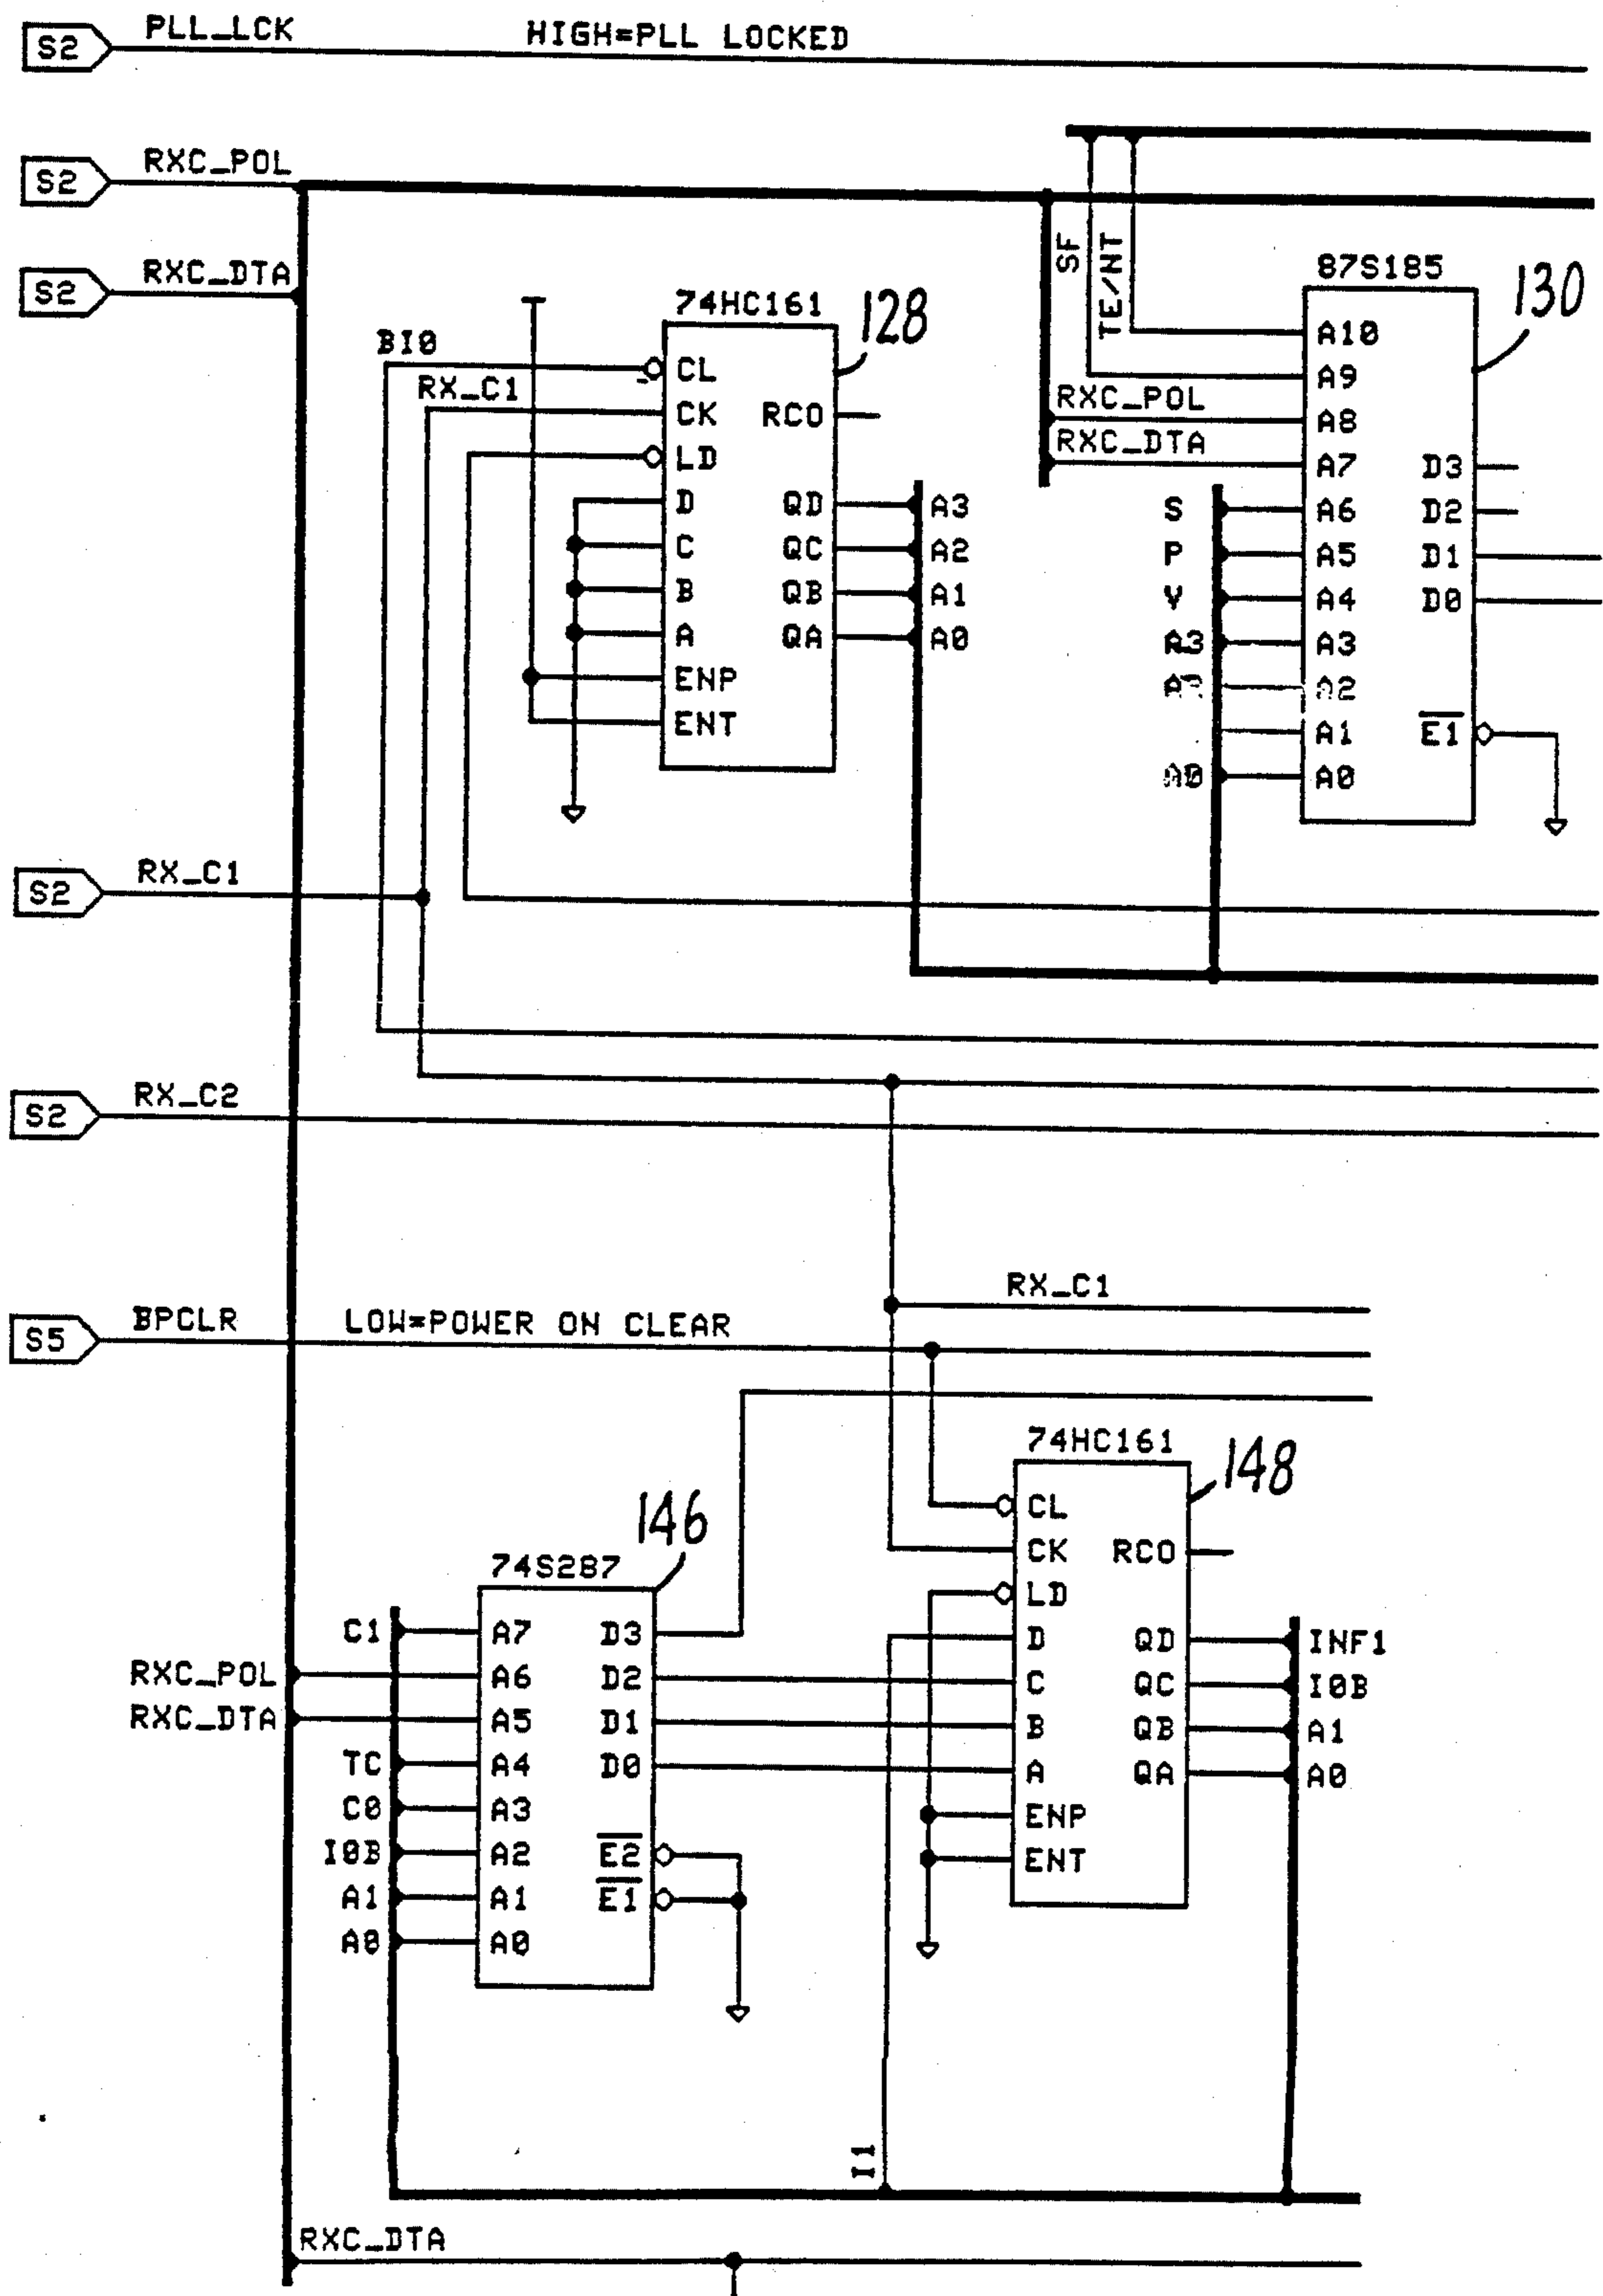 S2 PLL_LCK HIGH=PLL LOCKED
S2 RXC_POL
S2 RXC_DTA
SF
TE/NT
87S185
130
A10
A9
RXC_POL A8
RXC_DTA A7 D3
S A6 D2
P A5 D1
V A4 D0
A3 A3
A2
A1 E1
A0 A0
74HC161
128
BI0 CL
RX_C1 CK RCO
LD
D QD A3
C QC A2
B QB A1
A QA A0
ENP
ENT
S2 RX_C1
S2 RX_C2
RX_C1
S5 BPCLR LOW=POWER ON CLEAR
74HC161
148
CL
CK RCO
LD
D QD INF1
C QC I0B
B QB A1
A QA A0
ENP
ENT
146
74S287
C1 A7 D3
RXC_POL A6 D2
RXC_DTA A5 D1
TC A4 D0
C0 A3
I0B A2 E2
A1 A1 E1
A0 A0
I1
RXC_DTA